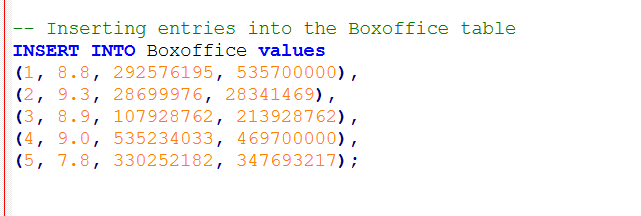 -- Inserting entries into the Boxoffice table
INSERT INTO Boxoffice values
(1, 8.8, 292576195, 535700000),
(2, 9.3, 28699976, 28341469),
(3, 8.9, 107928762, 213928762),
(4, 9.0, 535234033, 469700000),
(5, 7.8, 330252182, 347693217);